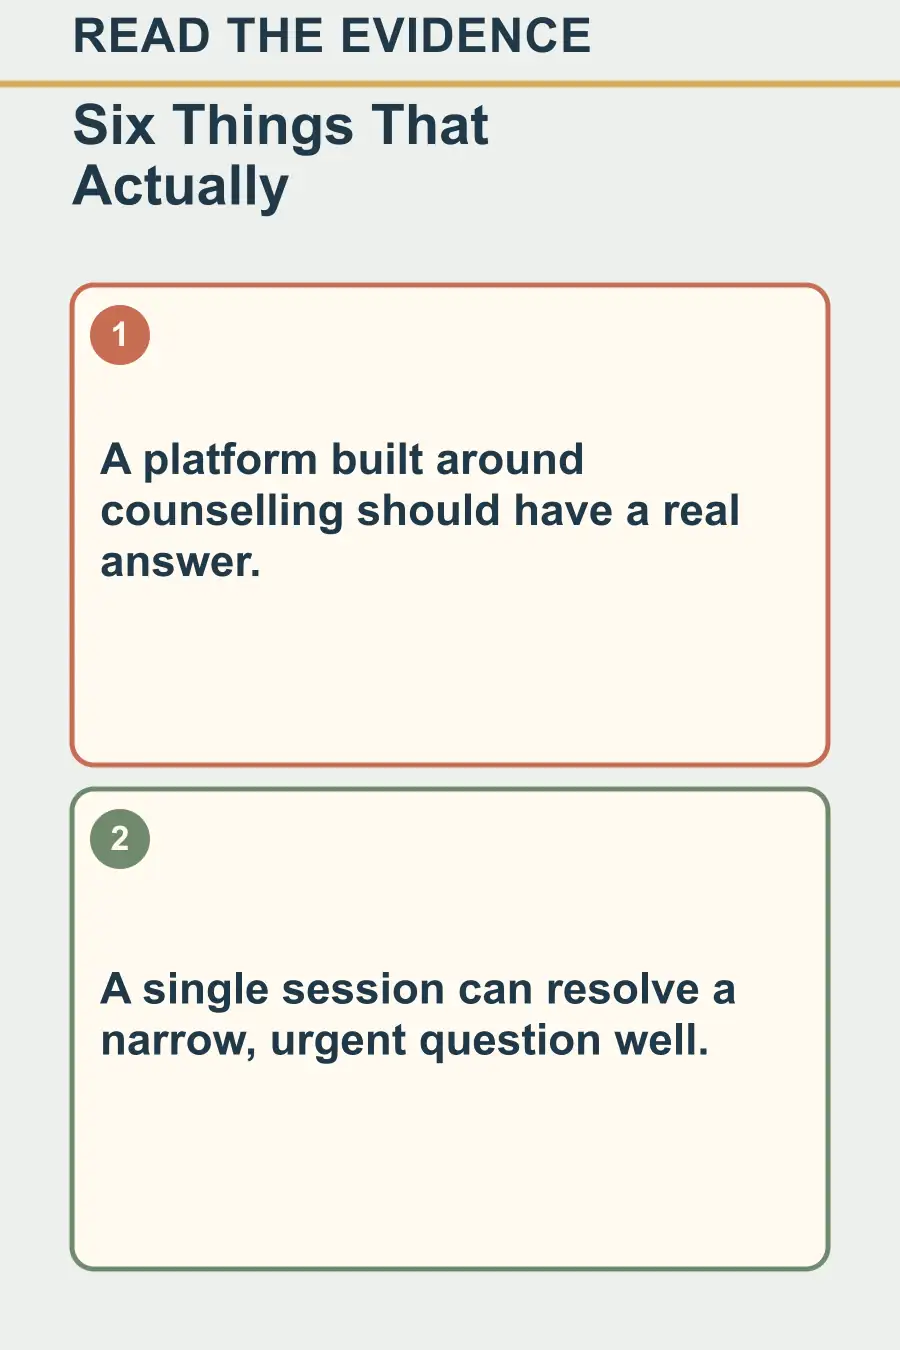 READ THE EVIDENCE
Six Things That
Actually
1
A platform built around
counselling should have a real
answer.
2
A single session can resolve a
narrow, urgent question well.